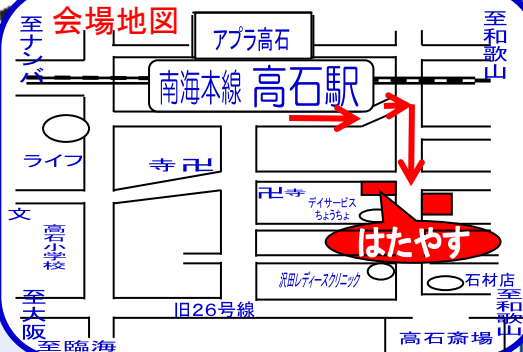 会場地図
至ナンバ
至和歌山
アプラ高石
南海本線 高石駅
ライフ
寺 卍
卍 寺
デイサービス
ちょうちょ
文
高石小学校
はたやす
沢田レディースクリニック
石材店
旧26号線
至大阪
至臨海
至和歌山
高石斎場